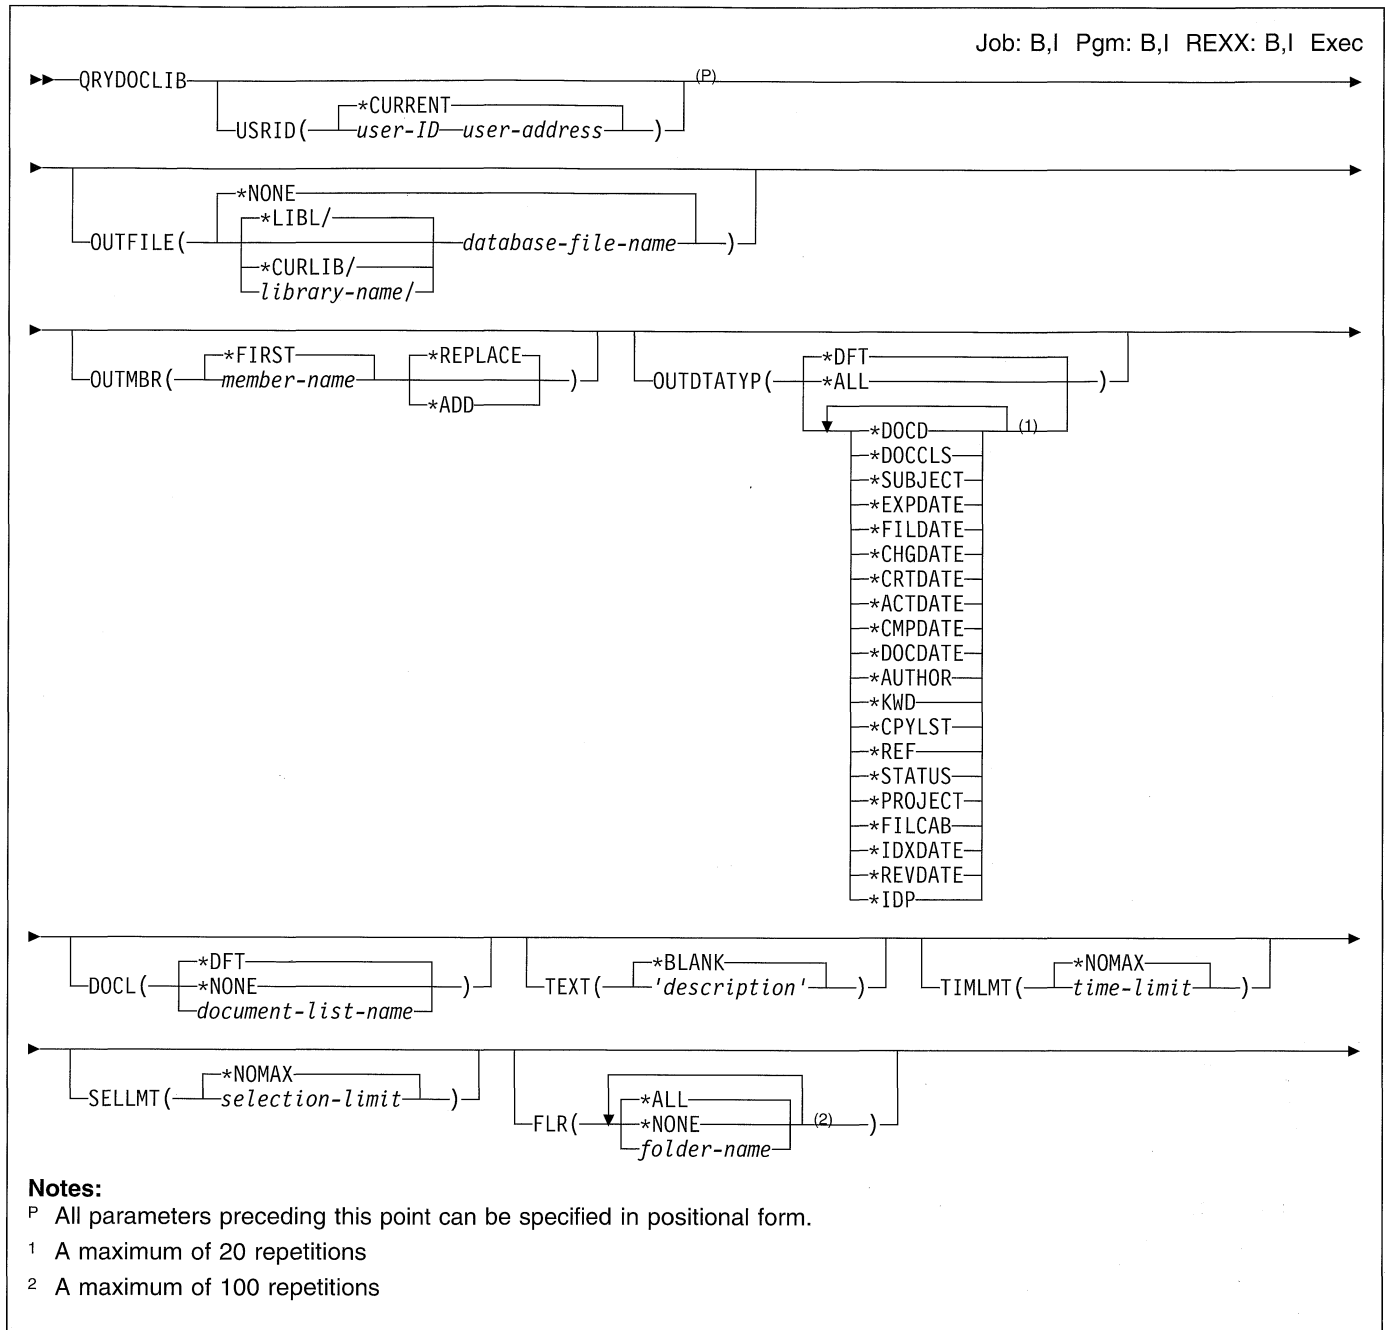 Job: B,I Pgm: B,I REXX: B,I Exec
QRYDOCLIB (P)
*CURRENT
USRID( user-ID user-address )
*NONE
*LIBL/
OUTFILE( database-file-name )
*CURLIB/
library-name/
*FIRST *REPLACE
OUTMBR( member-name )
*ADD
*DFT
OUTDTATYP( *ALL )
*DOCD (1)
*DOCCLS
*SUBJECT
*EXPDATE
*FILDATE
*CHGDATE
*CRTDATE
*ACTDATE
*CMPDATE
*DOCDATE
*AUTHOR
*KWD
*CPYLST
*REF
*STATUS
*PROJECT
*FILCAB
*IDXDATE
*REVDATE
*IDP
*DFT *BLANK *NOMAX
DOCL( *NONE ) TEXT( 'description' ) TIMLMT( time-limit )
document-list-name
*NOMAX *ALL
SELLMT( selection-limit ) FLR( *NONE (2) )
folder-name
Notes:
P All parameters preceding this point can be specified in positional form.
1 A maximum of 20 repetitions
2 A maximum of 100 repetitions